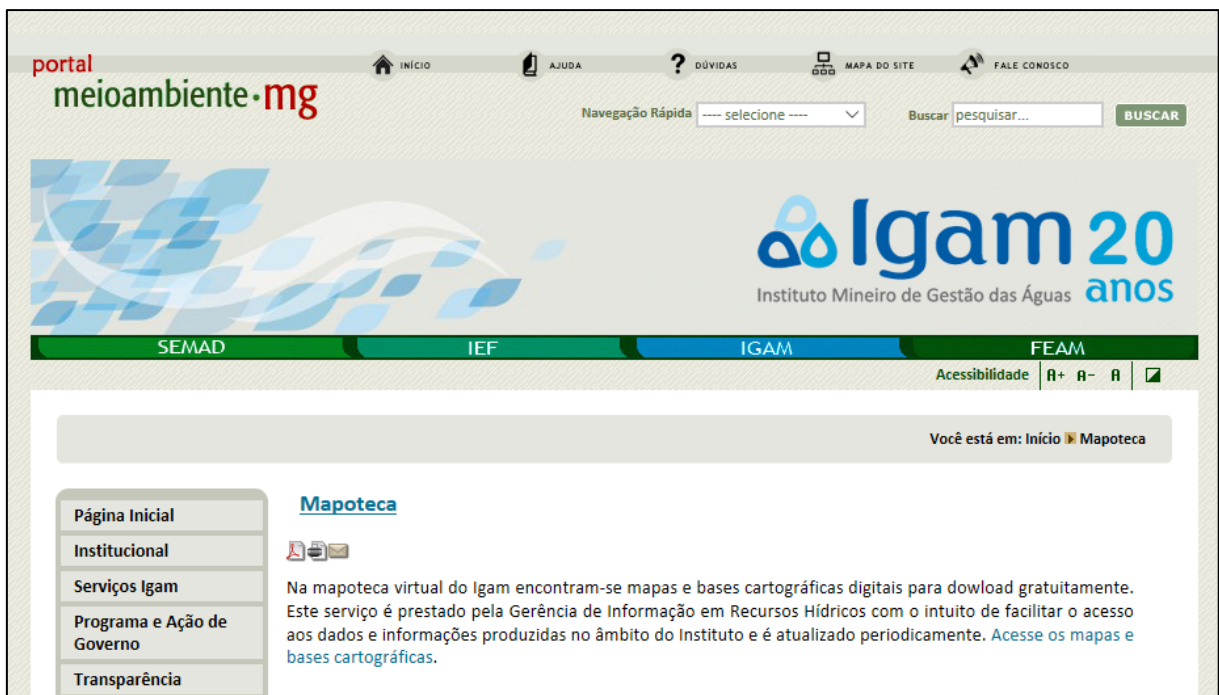 portal
meioambiente·mg
INÍCIO
AJUDA
? DÚVIDAS
MAPA DO SITE
FALE CONOSCO
Navegação Rápida ---- selecione ----
Buscar pesquisar... BUSCAR
Igam 20
Instituto Mineiro de Gestão das Águas anos
SEMAD IEF IGAM FEAM
Acessibilidade A+ A- A
Você está em: Início Mapoteca
Mapoteca
Página Inicial
Institucional
Serviços Igam
Programa e Ação de
Governo
Transparência
Na mapoteca virtual do Igam encontram-se mapas e bases cartográficas digitais para dowload gratuitamente.
Este serviço é prestado pela Gerência de Informação em Recursos Hídricos com o intuito de facilitar o acesso
aos dados e informações produzidas no âmbito do Instituto e é atualizado periodicamente. Acesse os mapas e
bases cartográficas.